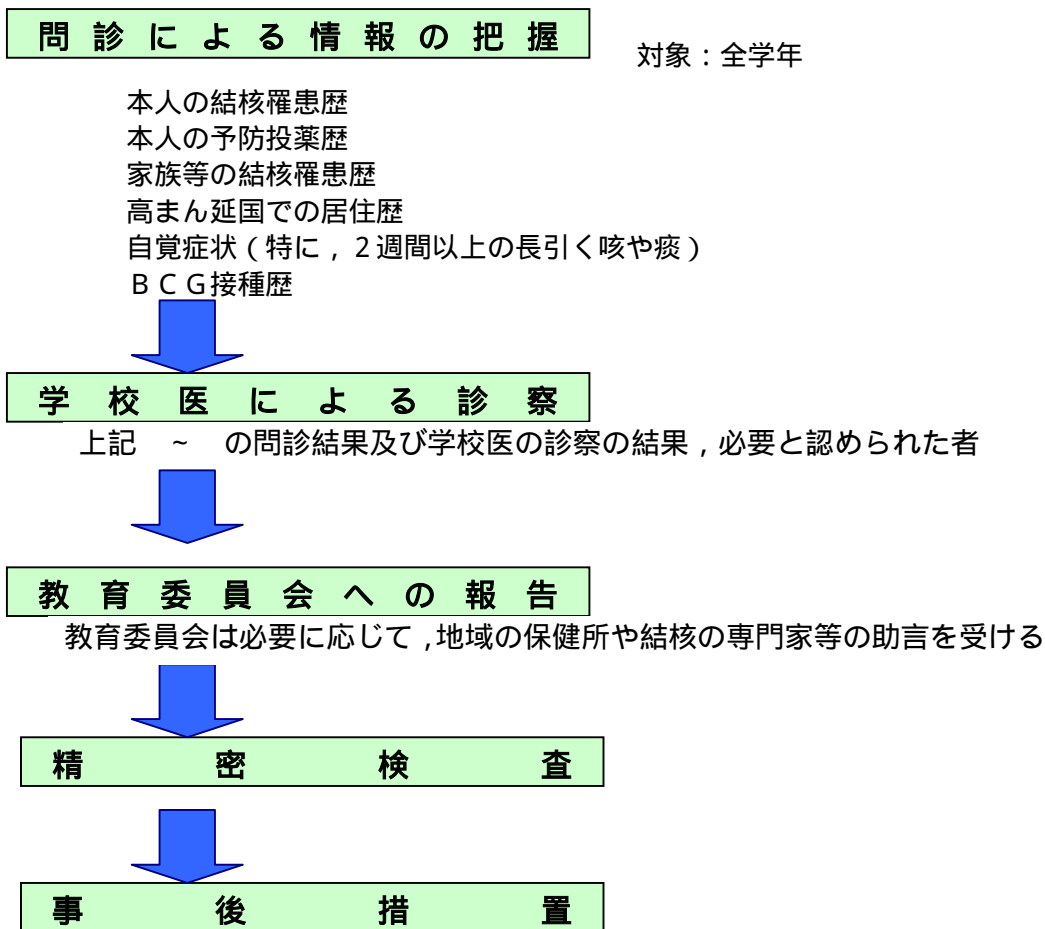 問診による情報の把握
対象：全学年
本人の結核罹患歴
本人の予防投薬歴
家族等の結核罹患歴
高まん延国での居住歴
自覚症状（特に，２週間以上の長引く咳や痰）
ＢＣＧ接種歴
学校医による診察
上記　~　の問診結果及び学校医の診察の結果，必要と認められた者
教育委員会への報告
教育委員会は必要に応じて，地域の保健所や結核の専門家等の助言を受ける
精密検査
事後措置